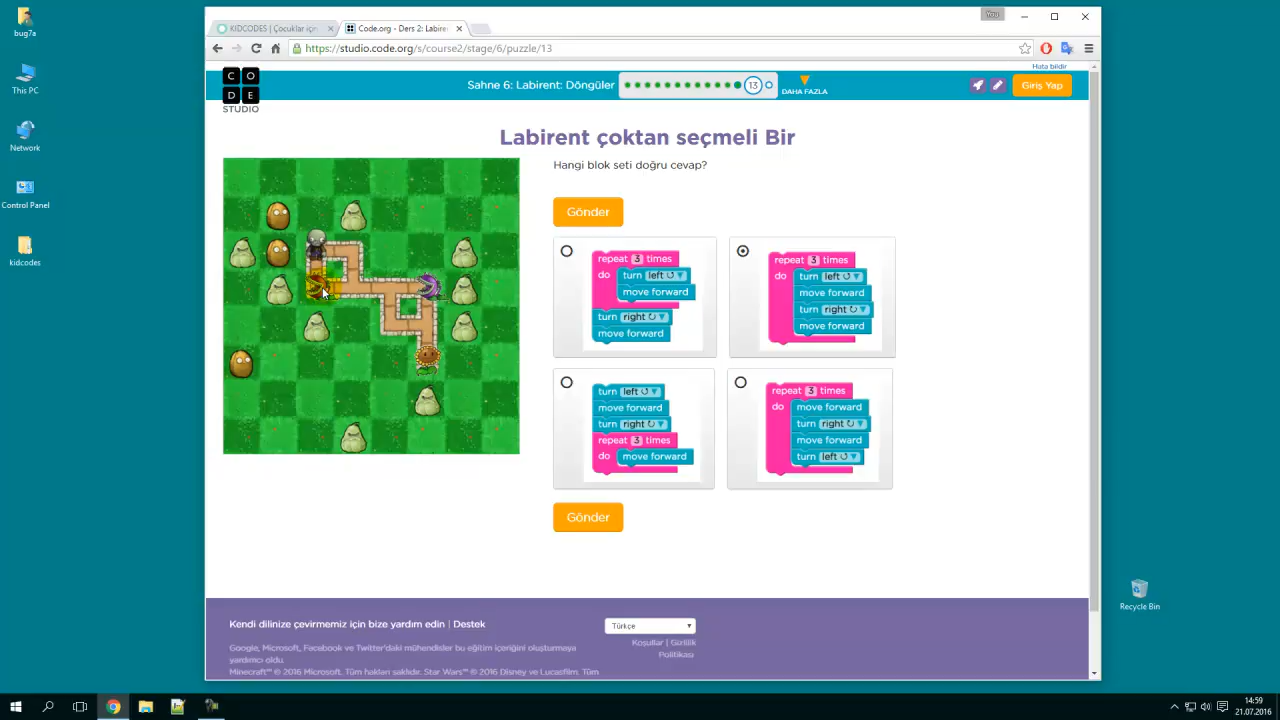 bug7a
This PC
Network
Control Panel
kidcodes
Recycle Bin
KIDCODES | Çocuklar için
Code.org - Ders 2: Labire
https://studio.code.org/s/course2/stage/6/puzzle/13
Hata bildir
C O
D E
STUDIO
Sahne 6: Labirent: Döngüler
13
DAHA FAZLA
Giriş Yap
Labirent çoktan seçmeli Bir
Hangi blok seti doğru cevap?
Gönder
repeat 3 times
do turn left
move forward
turn right
move forward
repeat 3 times
do turn left
move forward
turn right
move forward
turn left
move forward
turn right
repeat 3 times
do move forward
repeat 3 times
do move forward
turn right
move forward
turn left
Gönder
Kendi dilinize çevirmemiz için bize yardım edin | Destek
Türkçe
Koşullar | Gizlilik
Politikası
Google, Microsoft, Facebook ve Twitter'daki mühendisler bu eğitim içeriğini oluşturmaya
yardımcı oldu.
Minecraft™ © 2016 Microsoft. Tüm hakları saklıdır. Star Wars™ © 2016 Disney ve Lucasfilm. Tüm
14:59
21.07.2016